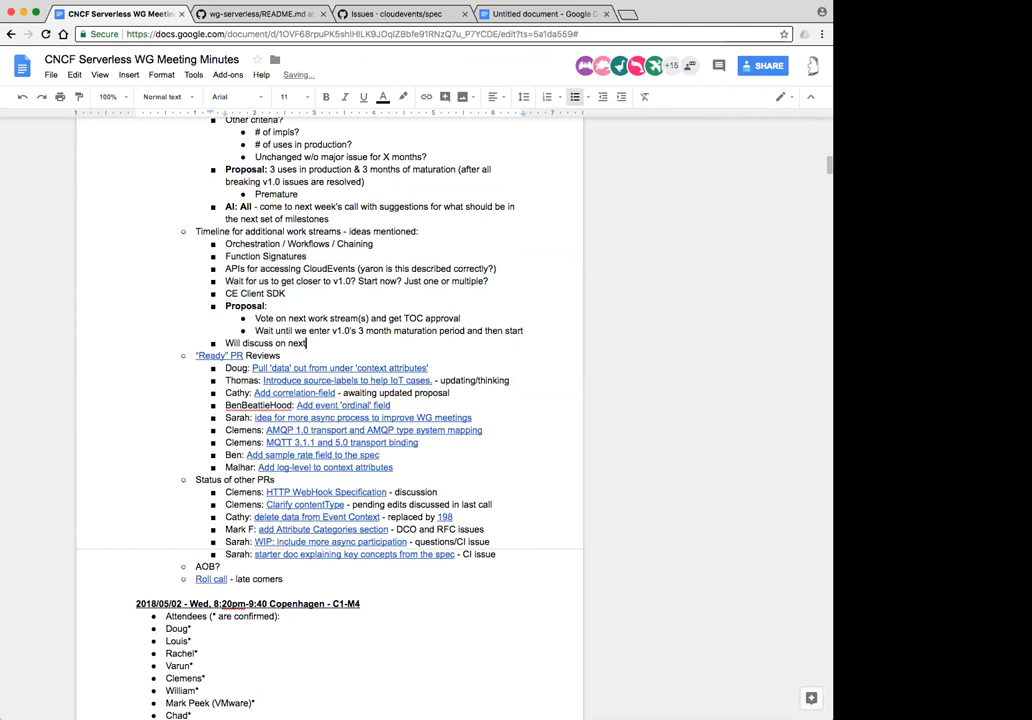 CNCF Serverless WG Meetin
wg-serverless/README.md at
Issues · cloudevents/spec
Untitled document - Google D
Secure
https://docs.google.com/document/d/1OVF68rpuPK5shIHILK9JOqlZBbfe91RNzQ7u_P7YCDE/edit?ts=5a1da559#
CNCF Serverless WG Meeting Minutes
File Edit View Insert Format Tools Add-ons Help Saving...
+15
SHARE
100% Normal text Arial 11 B I U A
1 2 3 4 5 6 7
Other criteria?
# of impls?
# of uses in production?
Unchanged w/o major issue for X months?
Proposal: 3 uses in production & 3 months of maturation (after all
breaking v1.0 issues are resolved)
Premature
AI: All - come to next week's call with suggestions for what should be in
the next set of milestones
Timeline for additional work streams - ideas mentioned:
Orchestration / Workflows / Chaining
Function Signatures
APIs for accessing CloudEvents (yaron is this described correctly?)
Wait for us to get closer to v1.0? Start now? Just one or multiple?
CE Client SDK
Proposal:
Vote on next work stream(s) and get TOC approval
Wait until we enter v1.0's 3 month maturation period and then start
Will discuss on next
"Ready" PR Reviews
Doug: Pull 'data' out from under 'context attributes'
Thomas: Introduce source-labels to help IoT cases. - updating/thinking
Cathy: Add correlation-field - awaiting updated proposal
BenBeattieHood: Add event 'ordinal' field
Sarah: idea for more async process to improve WG meetings
Clemens: AMQP 1.0 transport and AMQP type system mapping
Clemens: MQTT 3.1.1 and 5.0 transport binding
Ben: Add sample rate field to the spec
Malhar: Add log-level to context attributes
Status of other PRs
Clemens: HTTP WebHook Specification - discussion
Clemens: Clarify contentType - pending edits discussed in last call
Cathy: delete data from Event Context - replaced by 198
Mark F: add Attribute Categories section - DCO and RFC issues
Sarah: WIP: include more async participation - questions/CI issue
Sarah: starter doc explaining key concepts from the spec - CI issue
AOB?
Roll call - late comers
2018/05/02 - Wed, 8:20pm-9:40 Copenhagen - C1-M4
Attendees (* are confirmed):
Doug*
Louis*
Rachel*
Varun*
Clemens*
William*
Mark Peek (VMware)*
Chad*